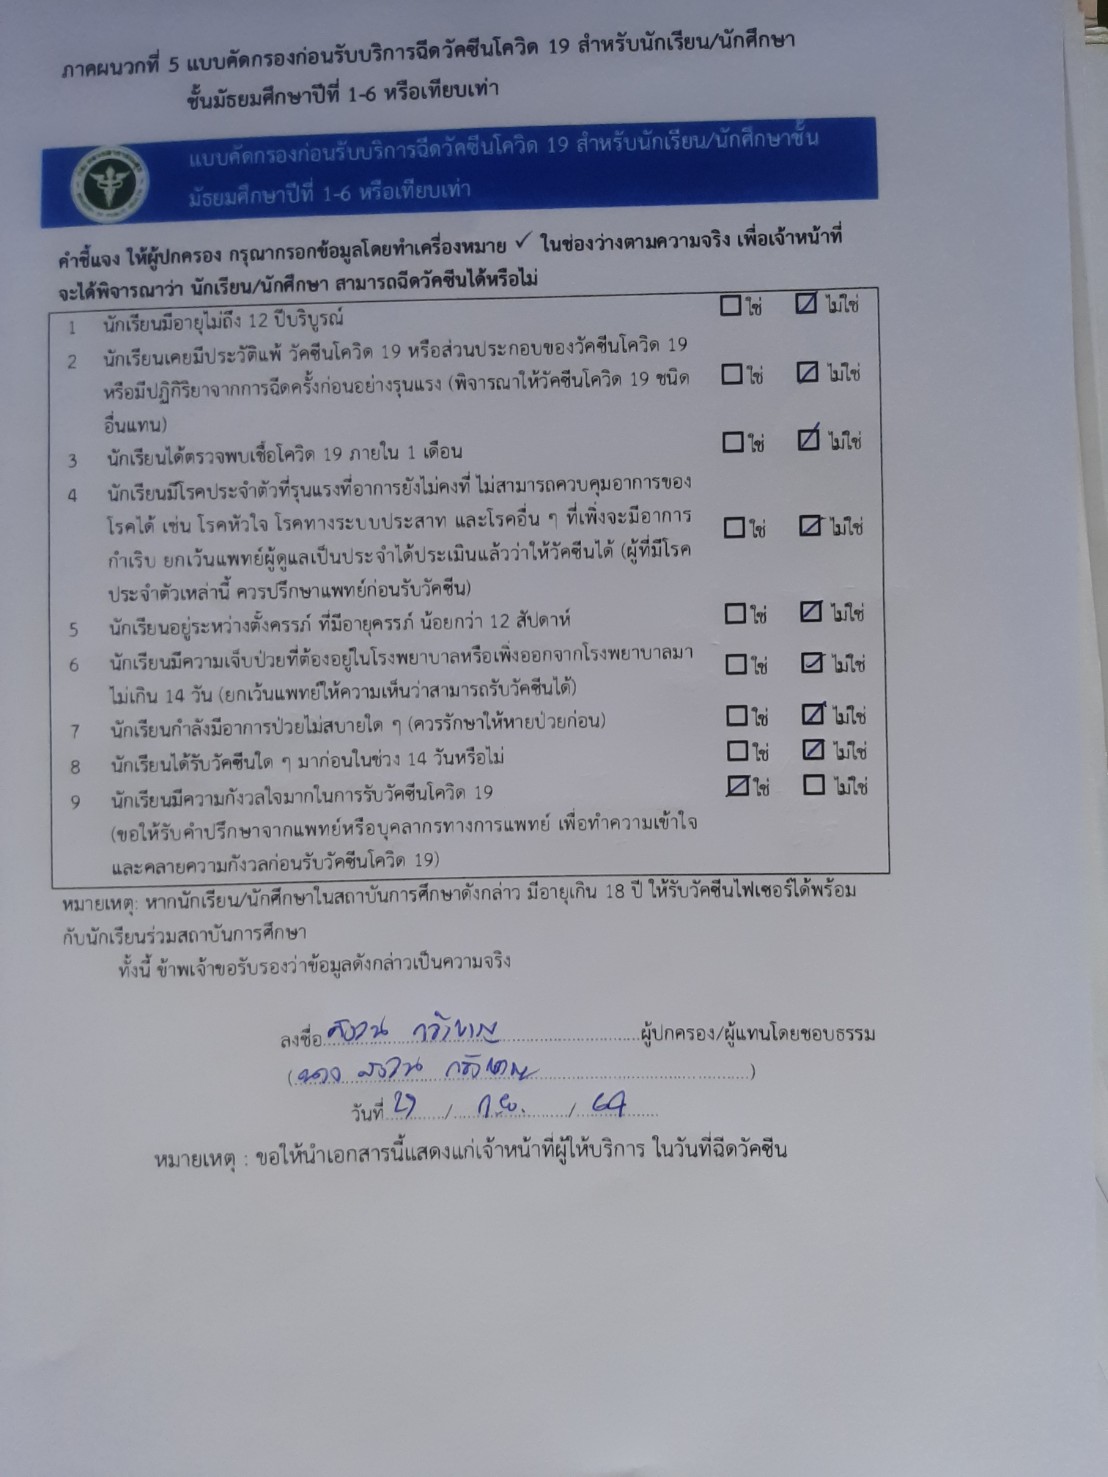 ภาคผนวกที่ 5 แบบคัดกรองก่อนรับบริการฉีดวัคซีนโควิด 19 สำหรับนักเรียน/นักศึกษา
ชั้นมัธยมศึกษาปีที่ 1-6 หรือเทียบเท่า
แบบคัดกรองก่อนรับบริการฉีดวัคซีนโควิด 19 สำหรับนักเรียน/นักศึกษาชั้น
มัธยมศึกษาปีที่ 1-6 หรือเทียบเท่า
คำชี้แจง ให้ผู้ปกครอง กรุณากรอกข้อมูลโดยทำเครื่องหมาย ✓ ในช่องว่างตามความจริง เพื่อเจ้าหน้าที่
จะได้พิจารณาว่า นักเรียน/นักศึกษา สามารถฉีดวัคซีนได้หรือไม่
1 นักเรียนมีอายุไม่ถึง 12 ปีบริบูรณ์ ☐ ใช่ ☑ ไม่ใช่
2 นักเรียนเคยมีประวัติแพ้ วัคซีนโควิด 19 หรือส่วนประกอบของวัคซีนโควิด 19
หรือมีปฏิกิริยาจากการฉีดครั้งก่อนอย่างรุนแรง (พิจารณาให้วัคซีนโควิด 19 ชนิด ☐ ใช่ ☑ ไม่ใช่
อื่นแทน)
3 นักเรียนได้ตรวจพบเชื้อโควิด 19 ภายใน 1 เดือน ☐ ใช่ ☑ ไม่ใช่
4 นักเรียนมีโรคประจำตัวที่รุนแรงที่อาการยังไม่คงที่ ไม่สามารถควบคุมอาการของ
โรคได้ เช่น โรคหัวใจ โรคทางระบบประสาท และโรคอื่น ๆ ที่เพิ่งจะมีอาการ ☐ ใช่ ☑ ไม่ใช่
กำเริบ ยกเว้นแพทย์ผู้ดูแลเป็นประจำได้ประเมินแล้วว่าให้วัคซีนได้ (ผู้ที่มีโรค
ประจำตัวเหล่านี้ ควรปรึกษาแพทย์ก่อนรับวัคซีน)
5 นักเรียนอยู่ระหว่างตั้งครรภ์ ที่มีอายุครรภ์ น้อยกว่า 12 สัปดาห์ ☐ ใช่ ☑ ไม่ใช่
6 นักเรียนมีความเจ็บป่วยที่ต้องอยู่ในโรงพยาบาลหรือเพิ่งออกจากโรงพยาบาลมา ☐ ใช่ ☑ ไม่ใช่
ไม่เกิน 14 วัน (ยกเว้นแพทย์ให้ความเห็นว่าสามารถรับวัคซีนได้)
7 นักเรียนกำลังมีอาการป่วยไม่สบายใด ๆ (ควรรักษาให้หายป่วยก่อน) ☐ ใช่ ☑ ไม่ใช่
8 นักเรียนได้รับวัคซีนใด ๆ มาก่อนในช่วง 14 วันหรือไม่ ☐ ใช่ ☑ ไม่ใช่
9 นักเรียนมีความกังวลใจมากในการรับวัคซีนโควิด 19 ☑ ใช่ ☐ ไม่ใช่
(ขอให้รับคำปรึกษาจากแพทย์หรือบุคลากรทางการแพทย์ เพื่อทำความเข้าใจ
และคลายความกังวลก่อนรับวัคซีนโควิด 19)
หมายเหตุ: หากนักเรียน/นักศึกษาในสถาบันการศึกษาดังกล่าว มีอายุเกิน 18 ปี ให้รับวัคซีนไฟเซอร์ได้พร้อม
กับนักเรียนร่วมสถาบันการศึกษา
ทั้งนี้ ข้าพเจ้าขอรับรองว่าข้อมูลดังกล่าวเป็นความจริง
ลงชื่อ ผู้ปกครอง/ผู้แทนโดยชอบธรรม
(นาง )
วันที่ / ก.ย. / 64
หมายเหตุ : ขอให้นำเอกสารนี้แสดงแก่เจ้าหน้าที่ผู้ให้บริการ ในวันที่ฉีดวัคซีน